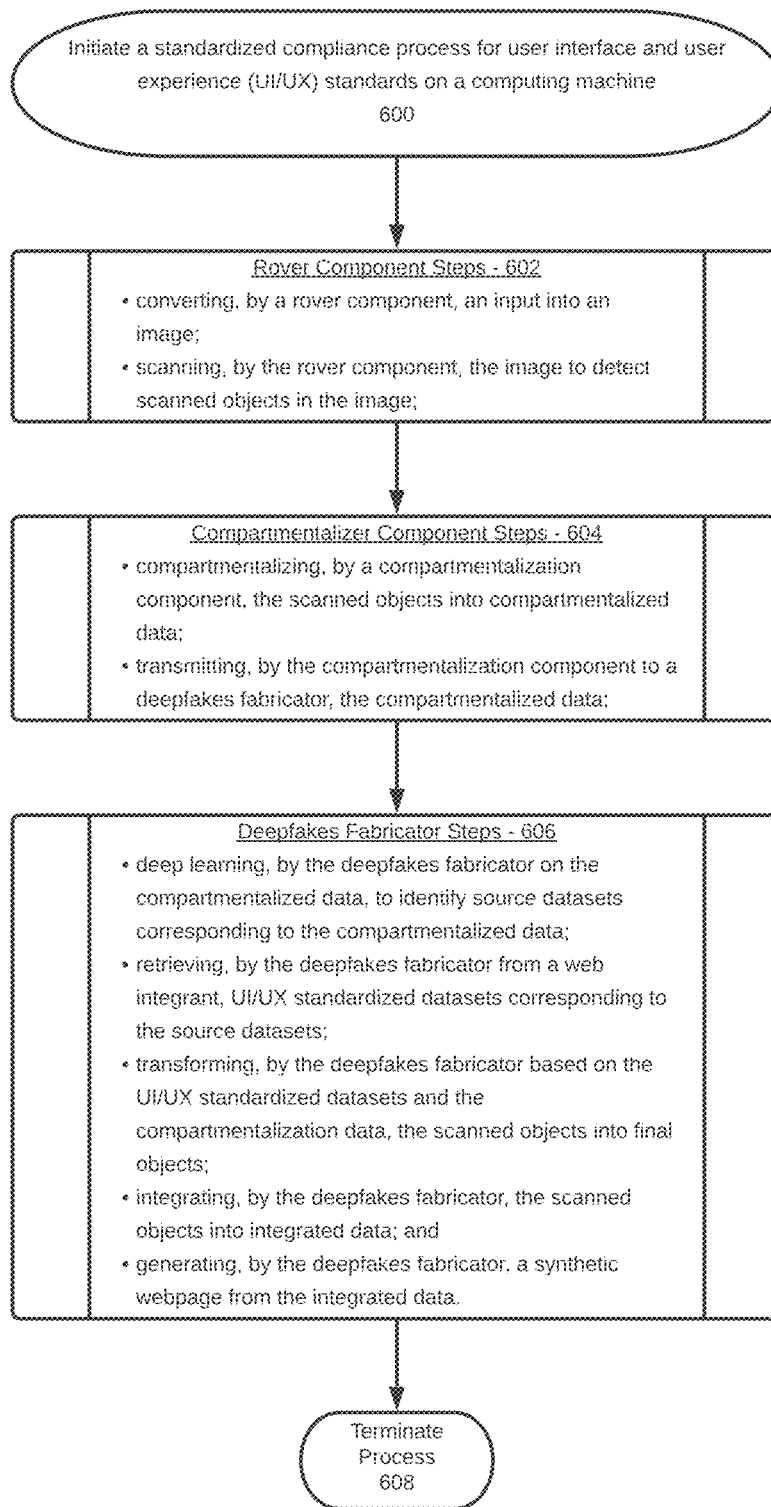 Initiate a standardized compliance process for user interface and user
experience (UI/UX) standards on a computing machine
600
Rover Component Steps - 602
• converting, by a rover component, an input into an
image;
• scanning, by the rover component, the image to detect
scanned objects in the image;
Compartmentalizer Component Steps - 604
• compartmentalizing, by a compartmentalization
component, the scanned objects into compartmentalized
data;
• transmitting, by the compartmentalization component to a
deepfakes fabricator, the compartmentalized data;
Deepfakes Fabricator Steps - 606
• deep learning, by the deepfakes fabricator on the
compartmentalized data, to identify source datasets
corresponding to the compartmentalized data;
• retrieving, by the deepfakes fabricator from a web
integrant, UI/UX standardized datasets corresponding to
the source datasets;
• transforming, by the deepfakes fabricator based on the
UI/UX standardized datasets and the
compartmentalization data, the scanned objects into final
objects;
• integrating, by the deepfakes fabricator, the scanned
objects into integrated data; and
• generating, by the deepfakes fabricator, a synthetic
webpage from the integrated data.
Terminate
Process
608